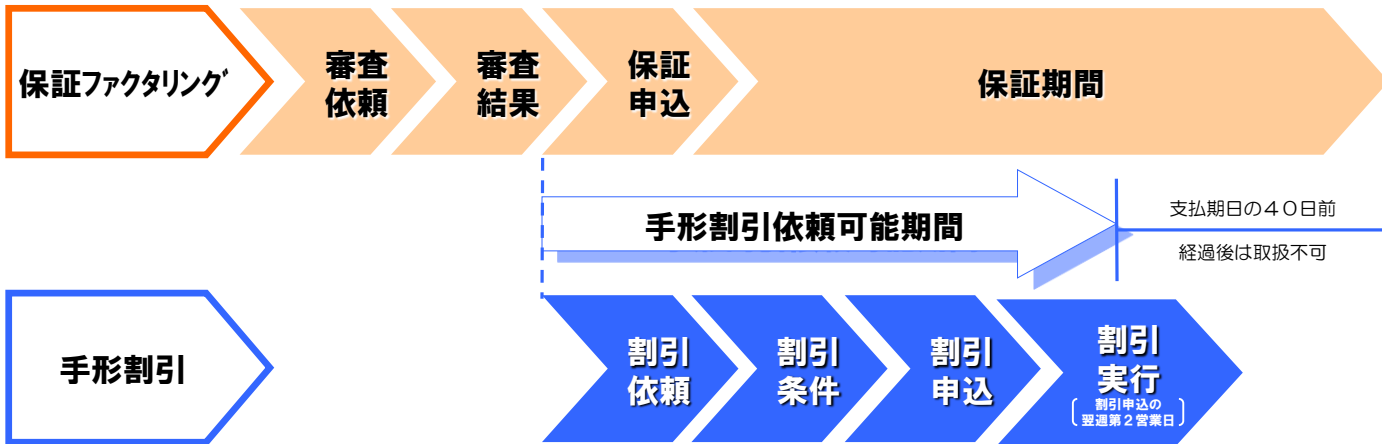 保証ファクタリング
審査
依頼
審査
結果
保証
申込
保証期間
手形割引依頼可能期間
支払期日の４０日前
経過後は取扱不可
手形割引
割引
依頼
割引
条件
割引
申込
割引
実行
割引申込の
翌週第２営業日